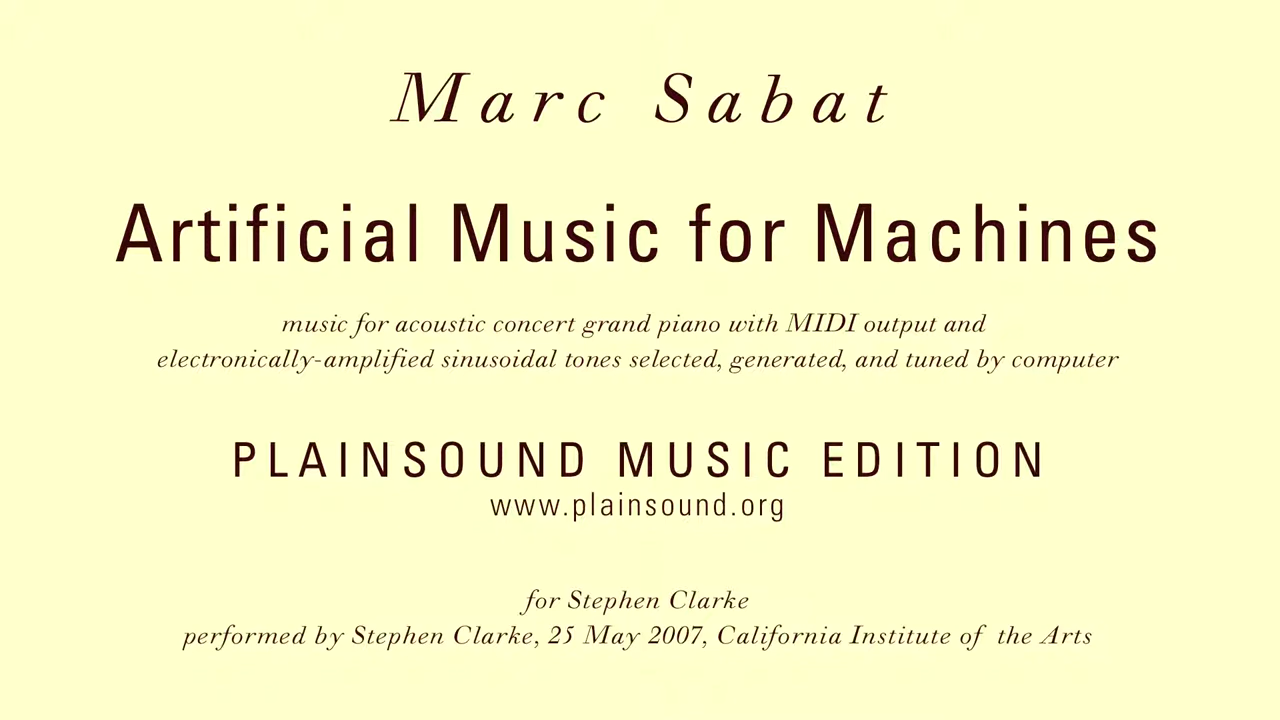 Marc Sabat
Artificial Music for Machines
music for acoustic concert grand piano with MIDI output and
electronically-amplified sinusoidal tones selected, generated, and tuned by computer
PLAINSOUND MUSIC EDITION
www.plainsound.org
for Stephen Clarke
performed by Stephen Clarke, 25 May 2007, California Institute of the Arts